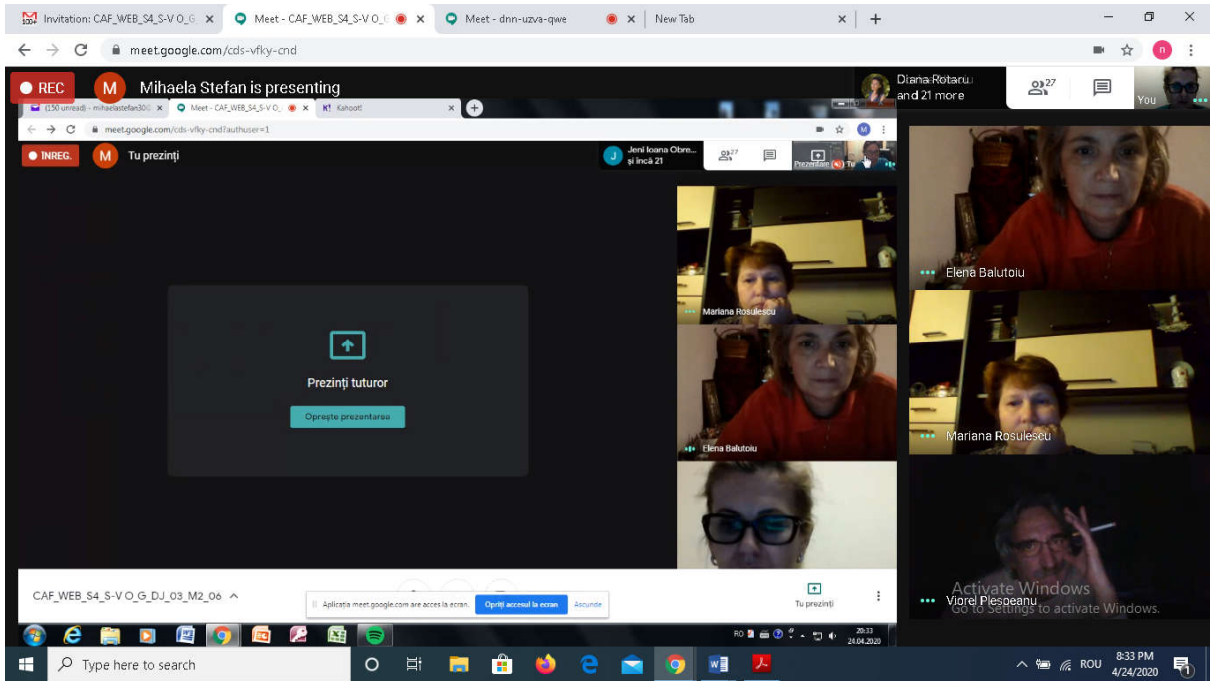 Invitation: CAF_WEB_S4_S-V O_G
Meet - CAF_WEB_S4_S-V O_
Meet - dnn-uzva-qwe
New Tab
meet.google.com/cds-vfky-cnd
n
REC
M
Mihaela Stefan is presenting
Diana Rotaru
and 21 more
27
You
(150 unread) - mihaelastefan30
Meet - CAF_WEB_S4_S-V O_
K! Kahoot!
meet.google.com/cds-vfky-cnd?authuser=1
M
INREG.
M
Tu prezinți
J
Jeni Ioana Obre...
și încă 21
27
Prezentare
Tu
Elena Balutoiu
Mariana Rosulescu
Prezinți tuturor
Oprește prezentarea
Mariana Rosulescu
Elena Balutoiu
Activate Windows
Viorel Plespeanu
Go to Settings to activate Windows.
CAF_WEB_S4_S-V O_G_DJ_03_M2_06
Aplicația meet.google.com are acces la ecran.
Opriți accesul la ecran
Ascunde
Tu prezinți
RO
20:33
24.04.2020
Type here to search
ROU
8:33 PM
4/24/2020
1